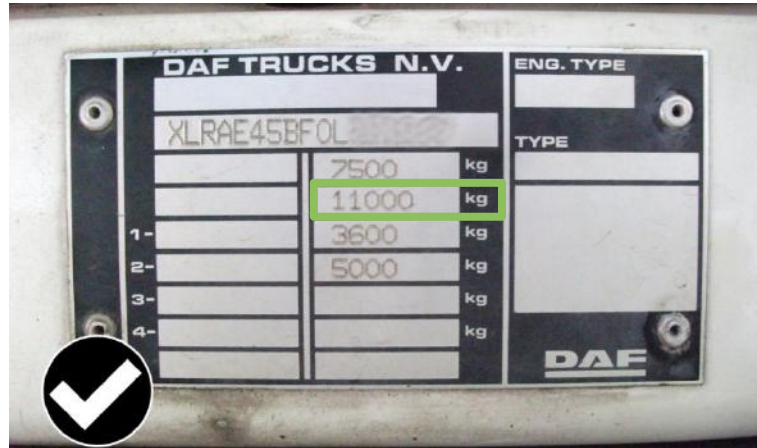 DAF TRUCKS N.V.
ENG. TYPE
XLRAE45BF0L
TYPE
7500 kg
11000 kg
1- 3600 kg
2- 5000 kg
3- kg
4- kg
DAF